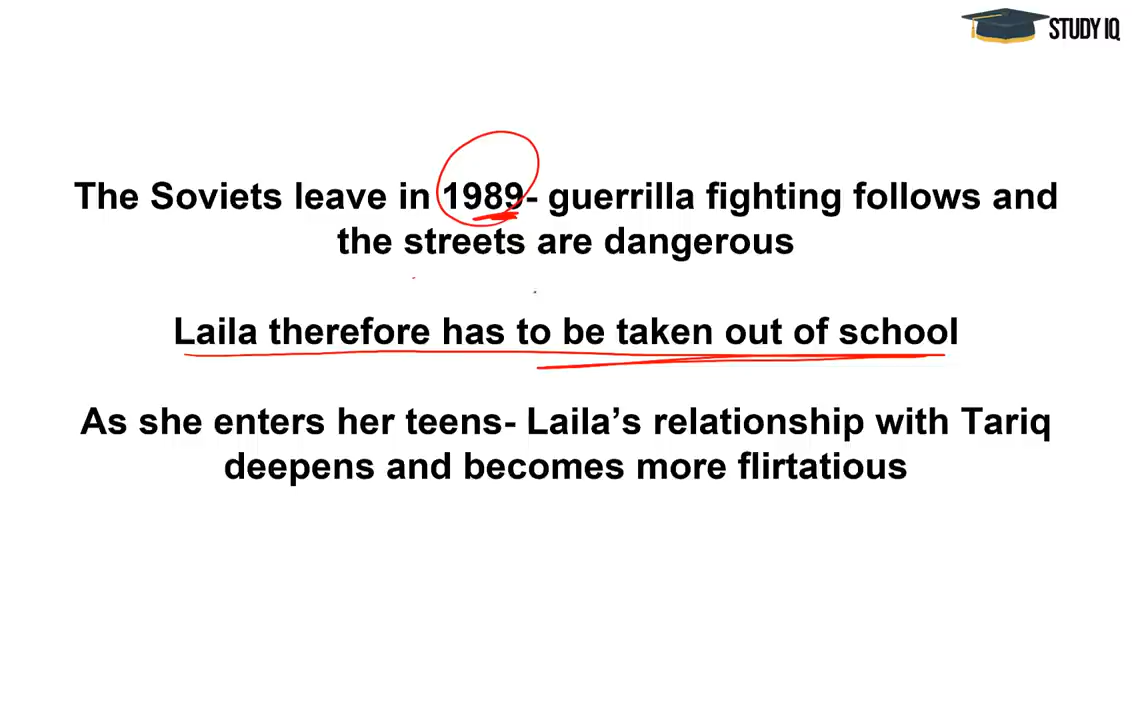 STUDY IQ
The Soviets leave in 1989- guerrilla fighting follows and
the streets are dangerous
Laila therefore has to be taken out of school
As she enters her teens- Laila’s relationship with Tariq
deepens and becomes more flirtatious